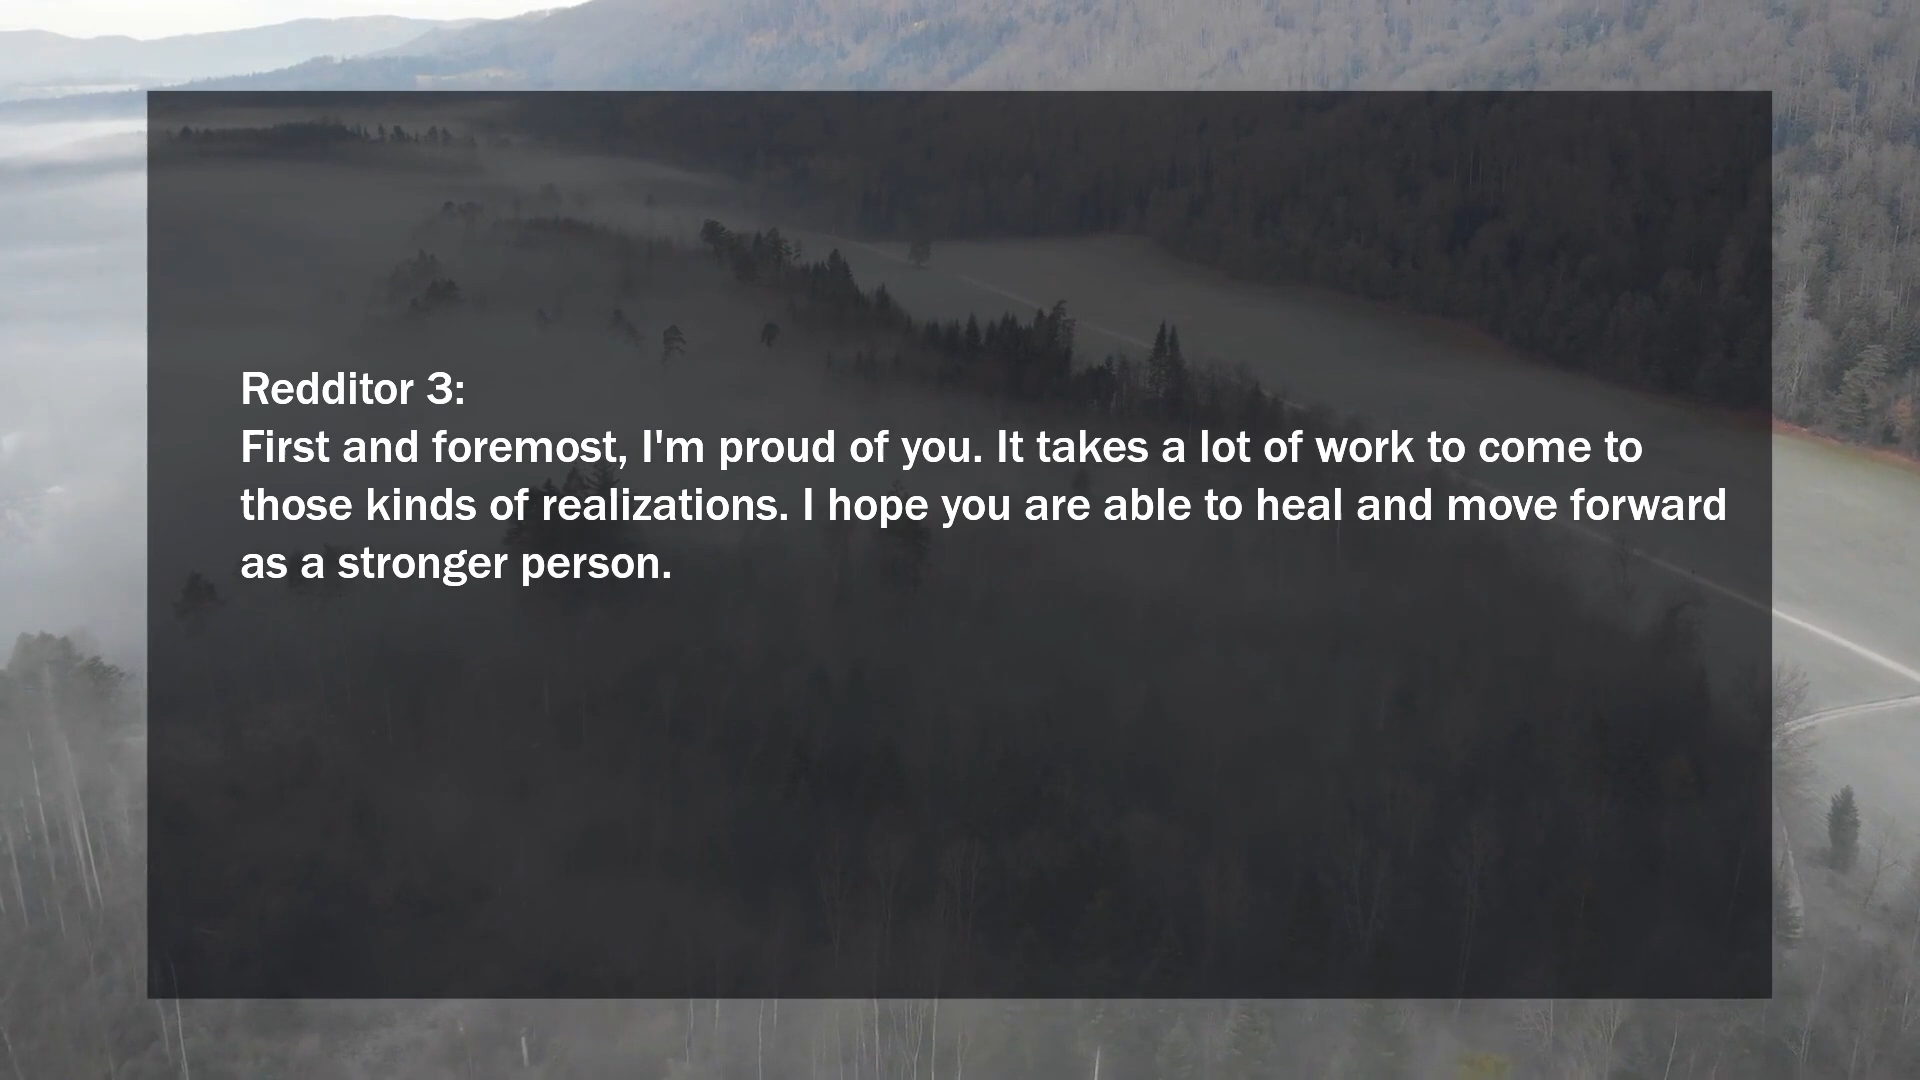 Redditor 3:
First and foremost, I'm proud of you. It takes a lot of work to come to
those kinds of realizations. I hope you are able to heal and move forward
as a stronger person.